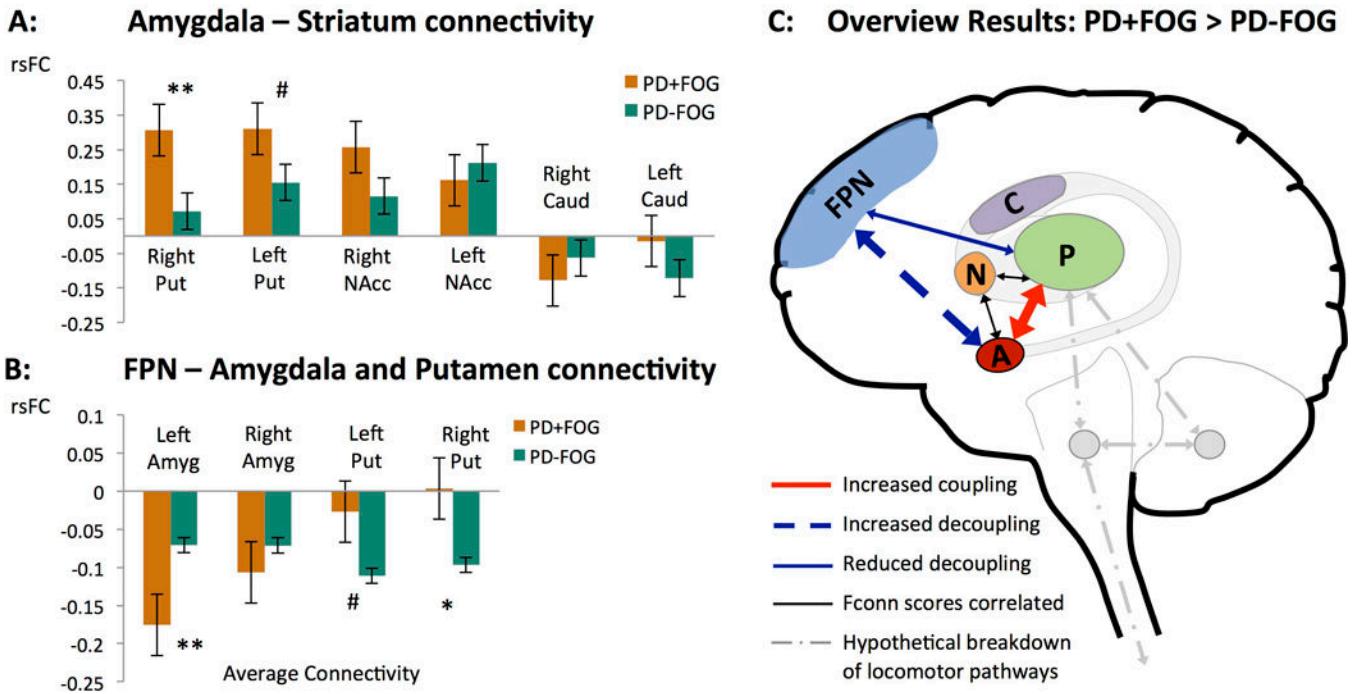 A: Amygdala – Striatum connectivity
rsFC
0.45
0.35
0.25
0.15
0.05
-0.05
-0.15
-0.25
** #
PD+FOG
PD-FOG
Right
Put
Left
Put
Right
NAcc
Left
NAcc
Right
Caud
Left
Caud
B: FPN – Amygdala and Putamen connectivity
rsFC
0.1
0.05
0
-0.05
-0.1
-0.15
-0.2
-0.25
Left
Amyg
Right
Amyg
Left
Put
Right
Put
PD+FOG
PD-FOG
** # *
Average Connectivity
C: Overview Results: PD+FOG > PD-FOG
FPN
C
N
P
A
Increased coupling
Increased decoupling
Reduced decoupling
Fconn scores correlated
Hypothetical breakdown
of locomotor pathways